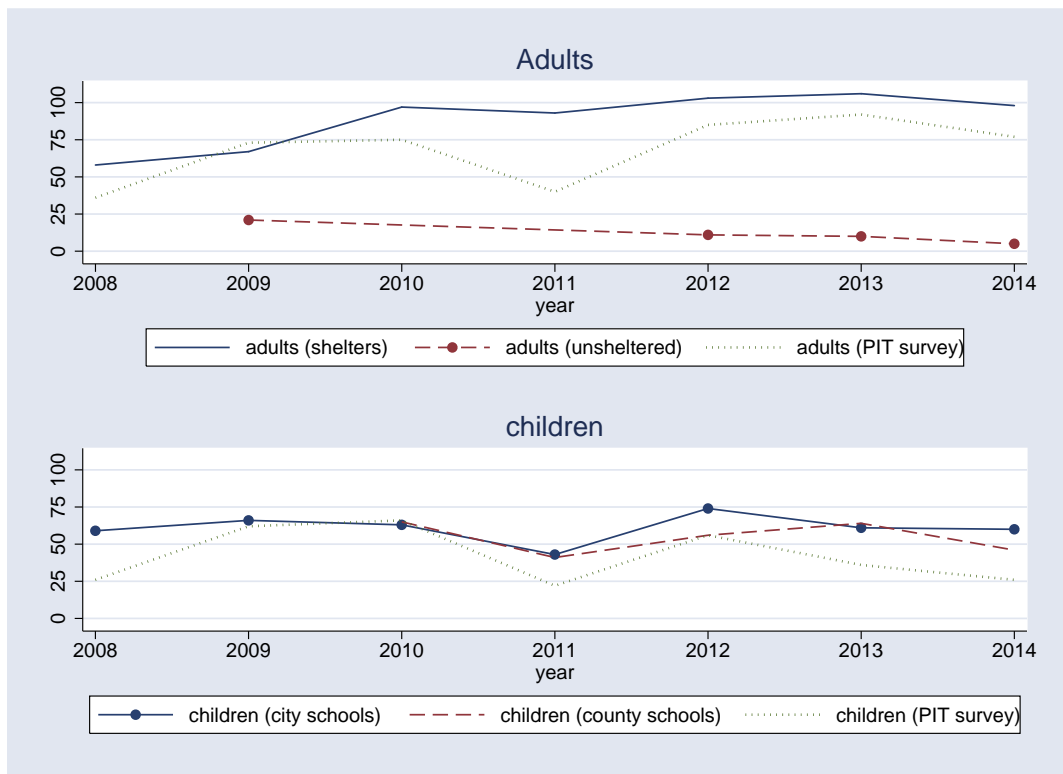 Adults
100
75
50
25
0
2008 2009 2010 2011 2012 2013 2014
year
adults (shelters) adults (unsheltered) adults (PIT survey)
children
100
75
50
25
0
2008 2009 2010 2011 2012 2013 2014
year
children (city schools) children (county schools) children (PIT survey)